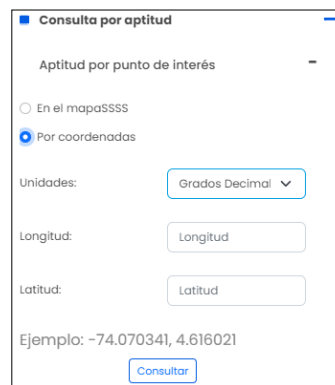 Consulta por aptitud
Aptitud por punto de interés
En el mapaSSSS
Por coordenadas
Unidades: Grados Decimal
Longitud: Longitud
Latitud: Latitud
Ejemplo: -74.070341, 4.616021
Consultar